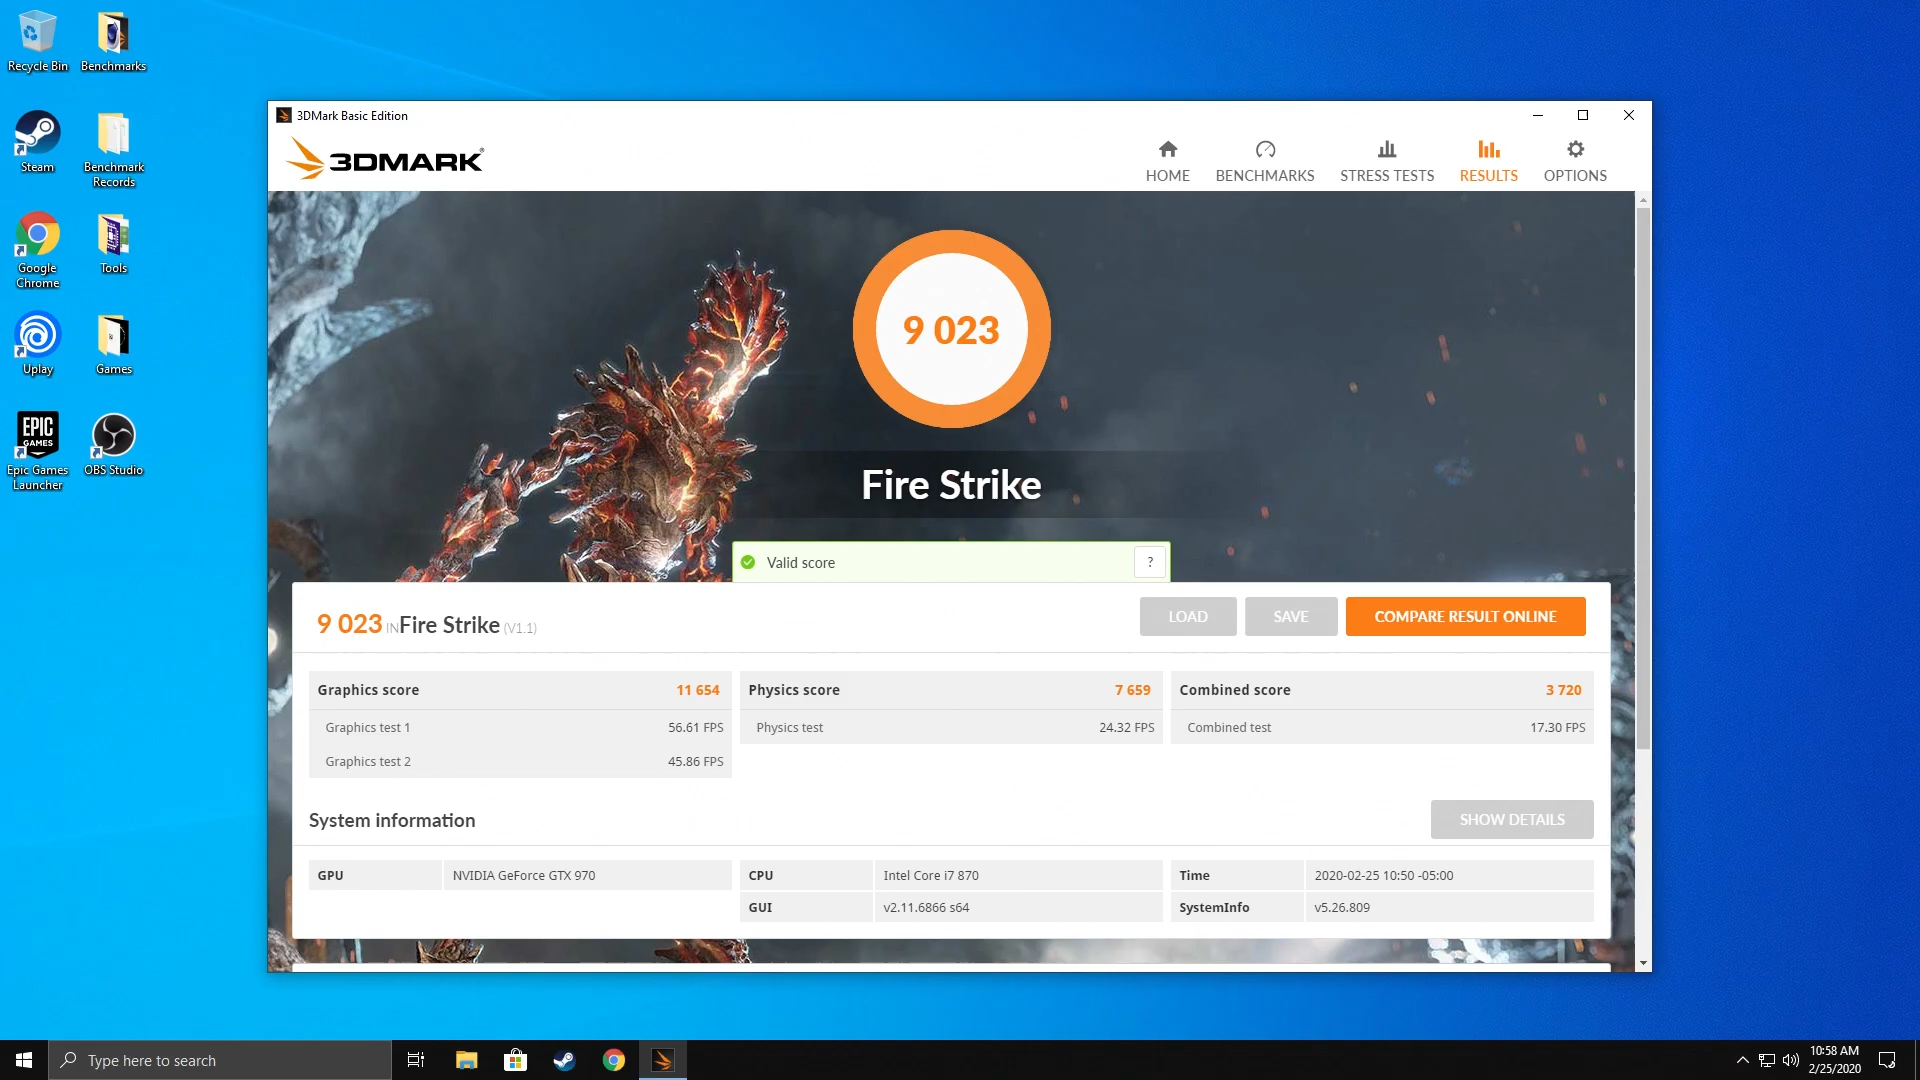 Recycle Bin
Benchmarks
Steam
Benchmark
Records
Google
Chrome
Tools
Uplay
Games
EPIC
GAMES
Epic Games
Launcher
OBS Studio
3DMark Basic Edition
3DMARK®
HOME
BENCHMARKS
STRESS TESTS
RESULTS
OPTIONS
9 023
Fire Strike
Valid score
?
9 023 IN Fire Strike (V1.1)
LOAD
SAVE
COMPARE RESULT ONLINE
Graphics score 11 654
Graphics test 1 56.61 FPS
Graphics test 2 45.86 FPS
Physics score 7 659
Physics test 24.32 FPS
Combined score 3 720
Combined test 17.30 FPS
System information
SHOW DETAILS
GPU NVIDIA GeForce GTX 970
CPU Intel Core i7 870
GUI v2.11.6866 s64
Time 2020-02-25 10:50 -05:00
SystemInfo v5.26.809
Type here to search
10:58 AM
2/25/2020